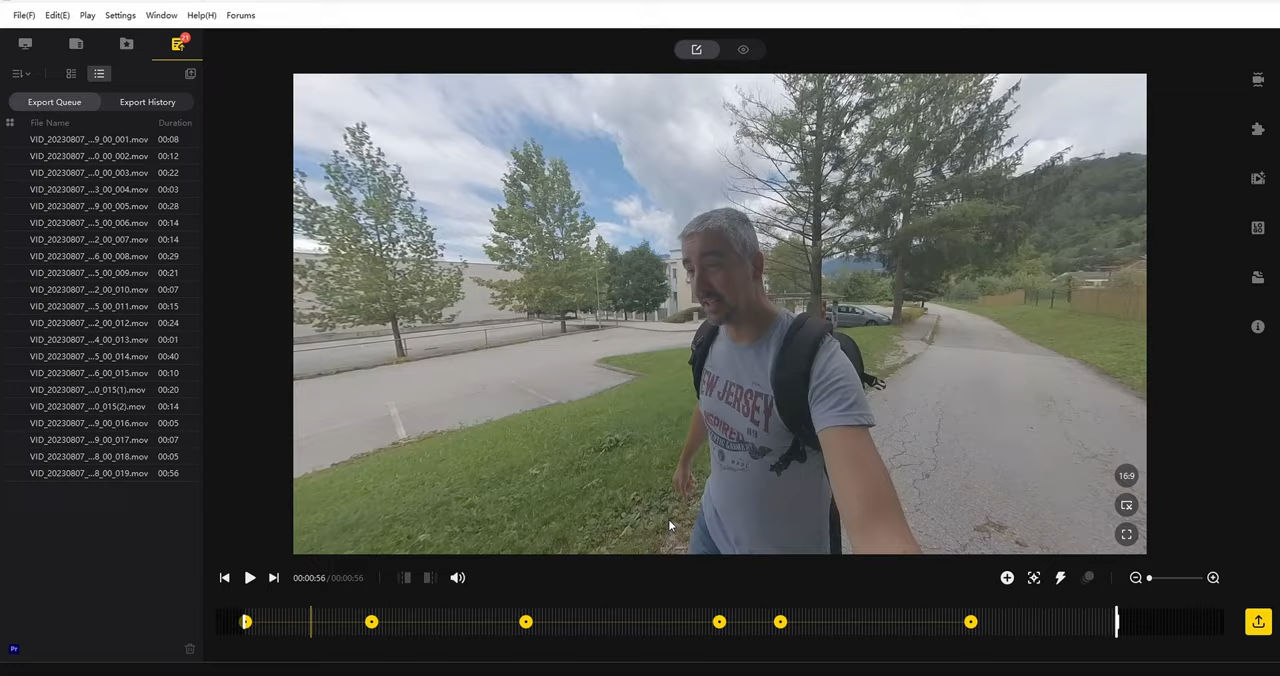 File(F) Edit(E) Play Settings Window Help(H) Forums
21
Export Queue Export History
File Name Duration
VID_20230807_...9_00_001.mov 00:08
VID_20230807_...0_00_002.mov 00:12
VID_20230807_...0_00_003.mov 00:22
VID_20230807_...3_00_004.mov 00:03
VID_20230807_...9_00_005.mov 00:28
VID_20230807_...5_00_006.mov 00:14
VID_20230807_...2_00_007.mov 00:14
VID_20230807_...6_00_008.mov 00:29
VID_20230807_...5_00_009.mov 00:21
VID_20230807_...2_00_010.mov 00:07
VID_20230807_...5_00_011.mov 00:15
VID_20230807_...2_00_012.mov 00:24
VID_20230807_...4_00_013.mov 00:01
VID_20230807_...5_00_014.mov 00:40
VID_20230807_...6_00_015.mov 00:10
VID_20230807_...0_015(1).mov 00:20
VID_20230807_...0_015(2).mov 00:14
VID_20230807_...9_00_016.mov 00:05
VID_20230807_...9_00_017.mov 00:07
VID_20230807_...8_00_018.mov 00:05
VID_20230807_...8_00_019.mov 00:56
NEW JERSEY
INSPIRED
16:9
00:00:56/00:00:56
Pr